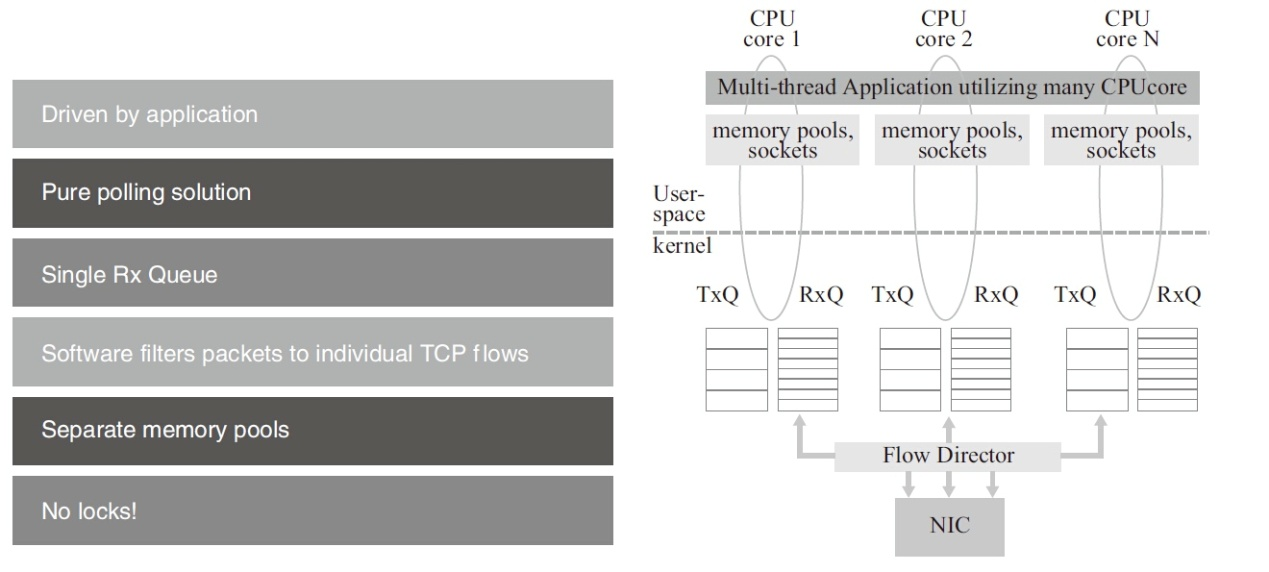 Driven by application
Pure polling solution
Single Rx Queue
Software filters packets to individual TCP flows
Separate memory pools
No locks!
CPU
core 1
CPU
core 2
CPU
core N
Multi-thread Application utilizing many CPUcore
memory pools,
sockets
memory pools,
sockets
memory pools,
sockets
User-
space
kernel
TxQ
RxQ
TxQ
RxQ
TxQ
RxQ
Flow Director
NIC